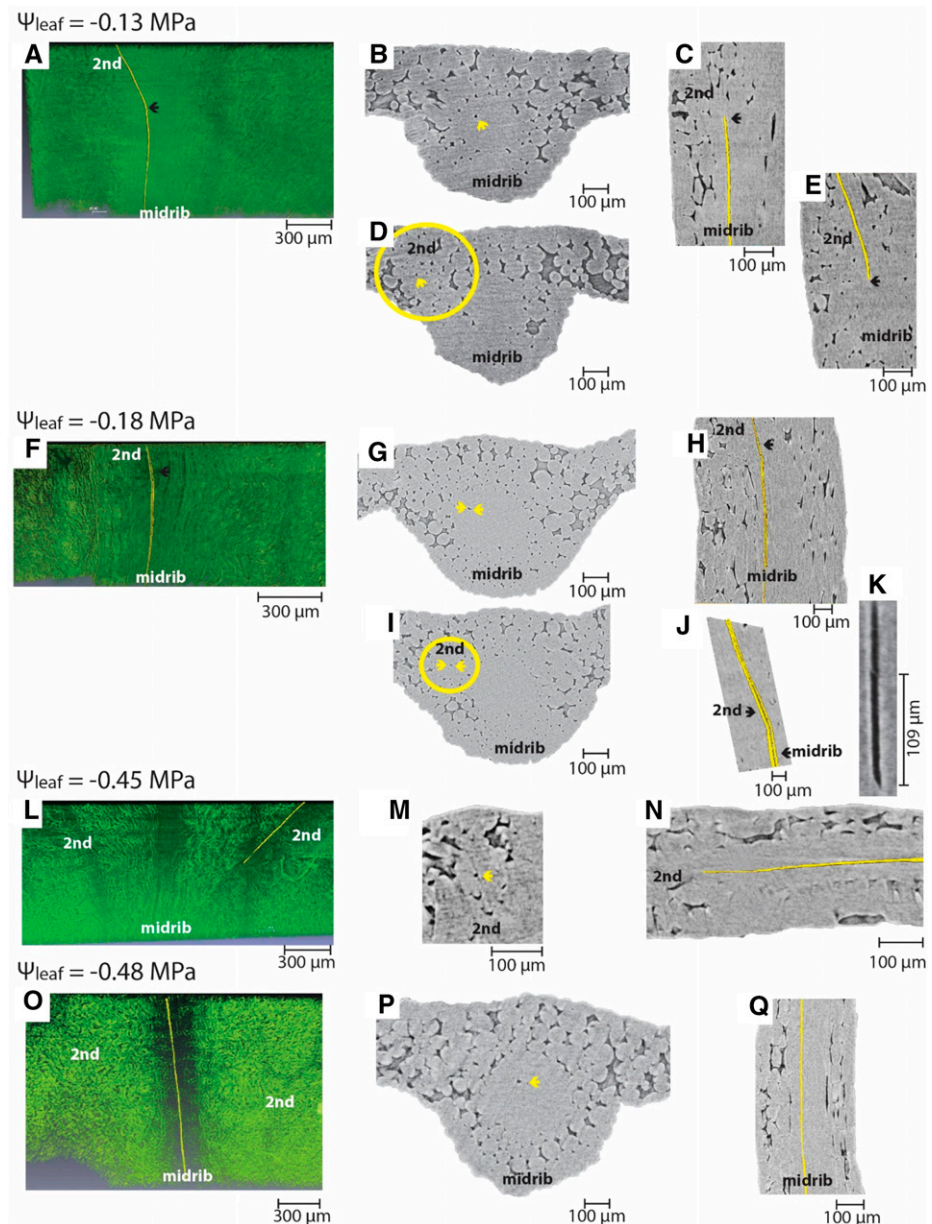 Ψleaf = -0.13 MPa
A
2nd
midrib
300 µm
B
midrib
100 µm
C
2nd
midrib
100 µm
D
2nd
midrib
100 µm
E
2nd
midrib
100 µm
Ψleaf = -0.18 MPa
F
2nd
midrib
300 µm
G
midrib
100 µm
H
2nd
midrib
100 µm
I
2nd
midrib
100 µm
J
2nd
midrib
100 µm
K
109 µm
Ψleaf = -0.45 MPa
L
2nd
2nd
midrib
300 µm
M
2nd
100 µm
N
2nd
100 µm
Ψleaf = -0.48 MPa
O
2nd
2nd
midrib
300 µm
P
midrib
100 µm
Q
midrib
100 µm